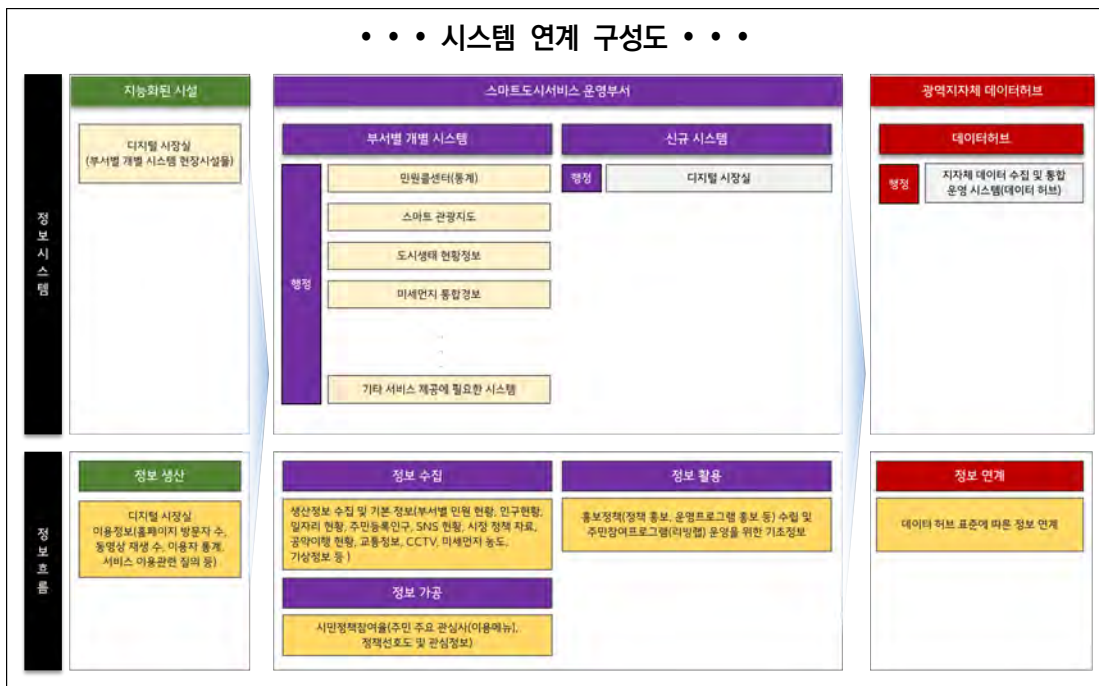 • • • 시스템 연계 구성도 • • •
정보시스템
지능화된 시설
디지털 시장실
(부서별 개별 시스템 현장시설물)
스마트도시서비스 운영부서
부서별 개별 시스템
행정
민원콜센터(통계)
스마트 관광지도
도시생태 현황정보
미세먼지 통합경보
.
.
.
기타 서비스 제공에 필요한 시스템
신규 시스템
행정
디지털 시장실
광역지자체 데이터허브
데이터허브
행정
지자체 데이터 수집 및 통합
운영 시스템(데이터 허브)
정보흐름
정보 생산
디지털 시장실
이용정보(홈페이지 방문자 수,
동영상 재생 수, 이용자 통계,
서비스 이용관련 질의 등)
정보 수집
생산정보 수집 및 기본 정보(부서별 민원 현황, 인구현황,
일자리 현황, 주민등록인구, SNS 현황, 시정 정책 자료,
공약이행 현황, 교통정보, CCTV, 미세먼지 농도,
기상정보 등 )
정보 가공
시민정책참여율(주민 주요 관심사(이용메뉴),
정책선호도 및 관심정보)
정보 활용
홍보정책(정책 홍보, 운영프로그램 홍보 등) 수립 및
주민참여프로그램(리빙랩) 운영을 위한 기초정보
정보 연계
데이터 허브 표준에 따른 정보 연계